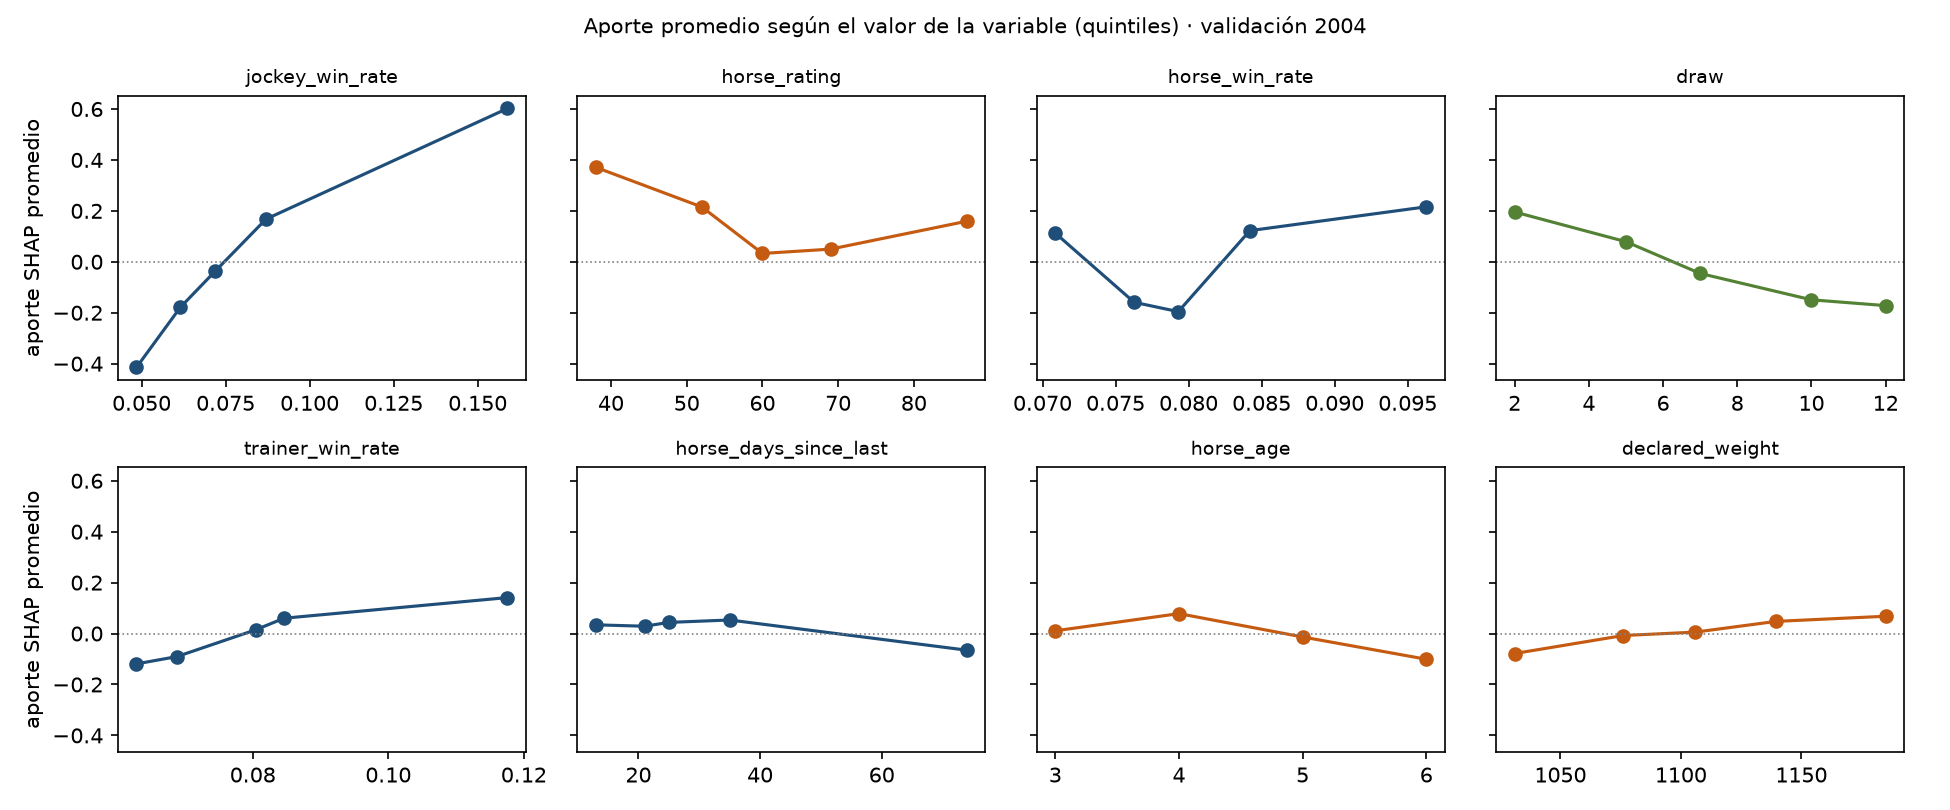 Aporte promedio según el valor de la variable (quintiles) · validación 2004
jockey_win_rate
horse_rating
horse_win_rate
draw
aporte SHAP promedio
0.6
0.4
0.2
0.0
−0.2
−0.4
0.050 0.075 0.100 0.125 0.150
40 50 60 70 80
0.070 0.075 0.080 0.085 0.090 0.095
2 4 6 8 10 12
trainer_win_rate
horse_days_since_last
horse_age
declared_weight
aporte SHAP promedio
0.6
0.4
0.2
0.0
−0.2
−0.4
0.08 0.10 0.12
20 40 60
3 4 5 6
1050 1100 1150